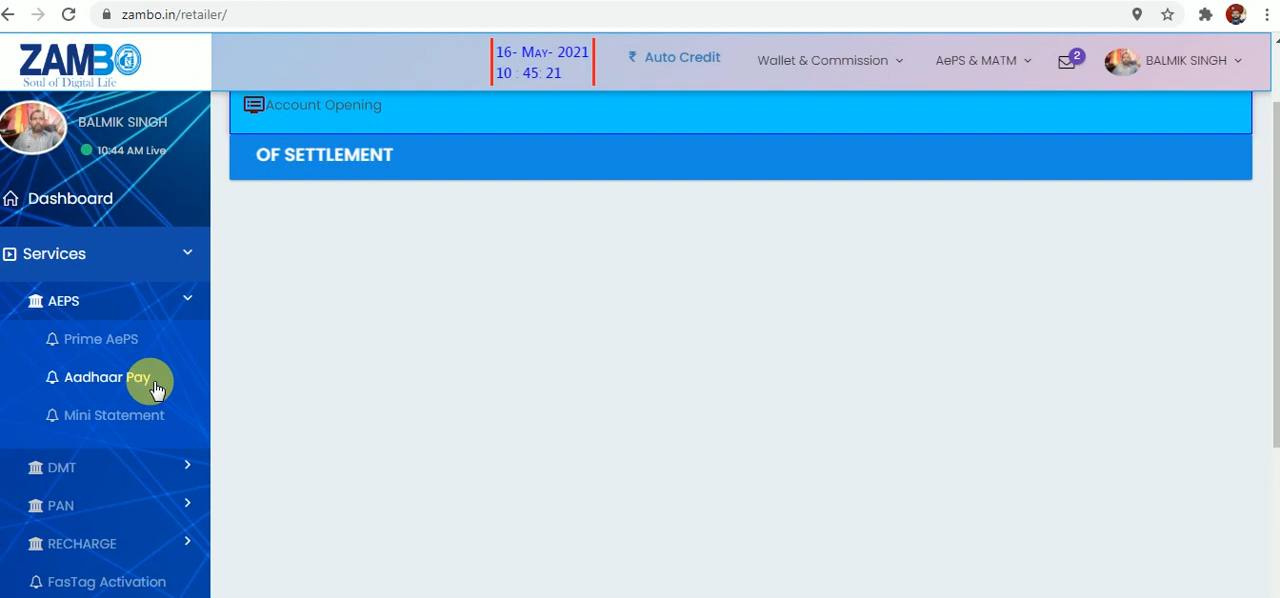 zambo.in/retailer/
ZAMBO
Soul of Digital Life
16- May- 2021
10 : 45: 21
₹ Auto Credit
Wallet & Commission
AePS & MATM
2
BALMIK SINGH
BALMIK SINGH
10:44 AM Live
Account Opening
OF SETTLEMENT
Dashboard
Services
AEPS
Prime AePS
Aadhaar Pay
Mini Statement
DMT
PAN
RECHARGE
FasTag Activation